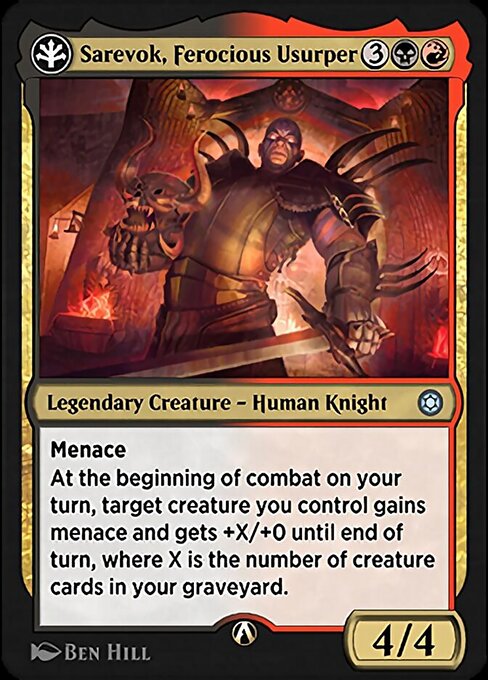 Sarevok, Ferocious Usurper 3
Legendary Creature – Human Knight
Menace
At the beginning of combat on your
turn, target creature you control gains
menace and gets +X/+0 until end of
turn, where X is the number of creature
cards in your graveyard.
Ben Hill
4/4